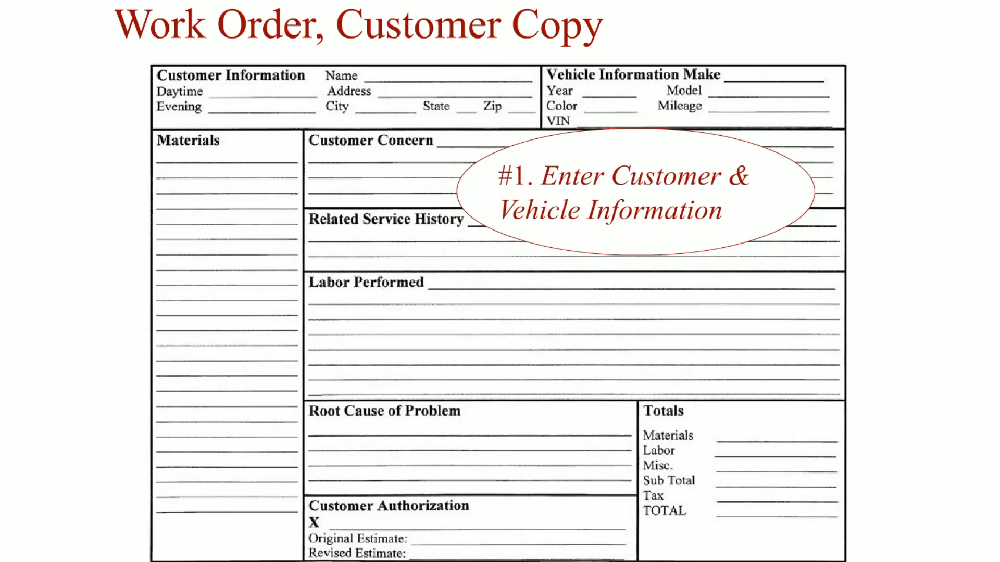 Work Order, Customer Copy
Customer Information Name
Daytime Address
Evening City State Zip
Vehicle Information Make
Year Model
Color Mileage
VIN
Materials
Customer Concern
#1. Enter Customer &
Vehicle Information
Related Service History
Labor Performed
Root Cause of Problem
Totals
Materials
Labor
Misc.
Sub Total
Tax
TOTAL
Customer Authorization
X
Original Estimate:
Revised Estimate: